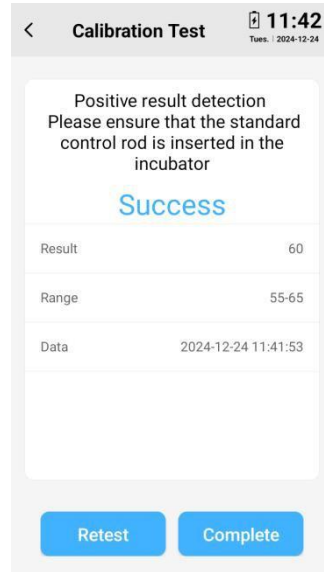 Calibration Test
11:42
Tues. 2024-12-24
Positive result detection
Please ensure that the standard
control rod is inserted in the
incubator
Success
Result 60
Range 55-65
Data 2024-12-24 11:41:53
Retest Complete